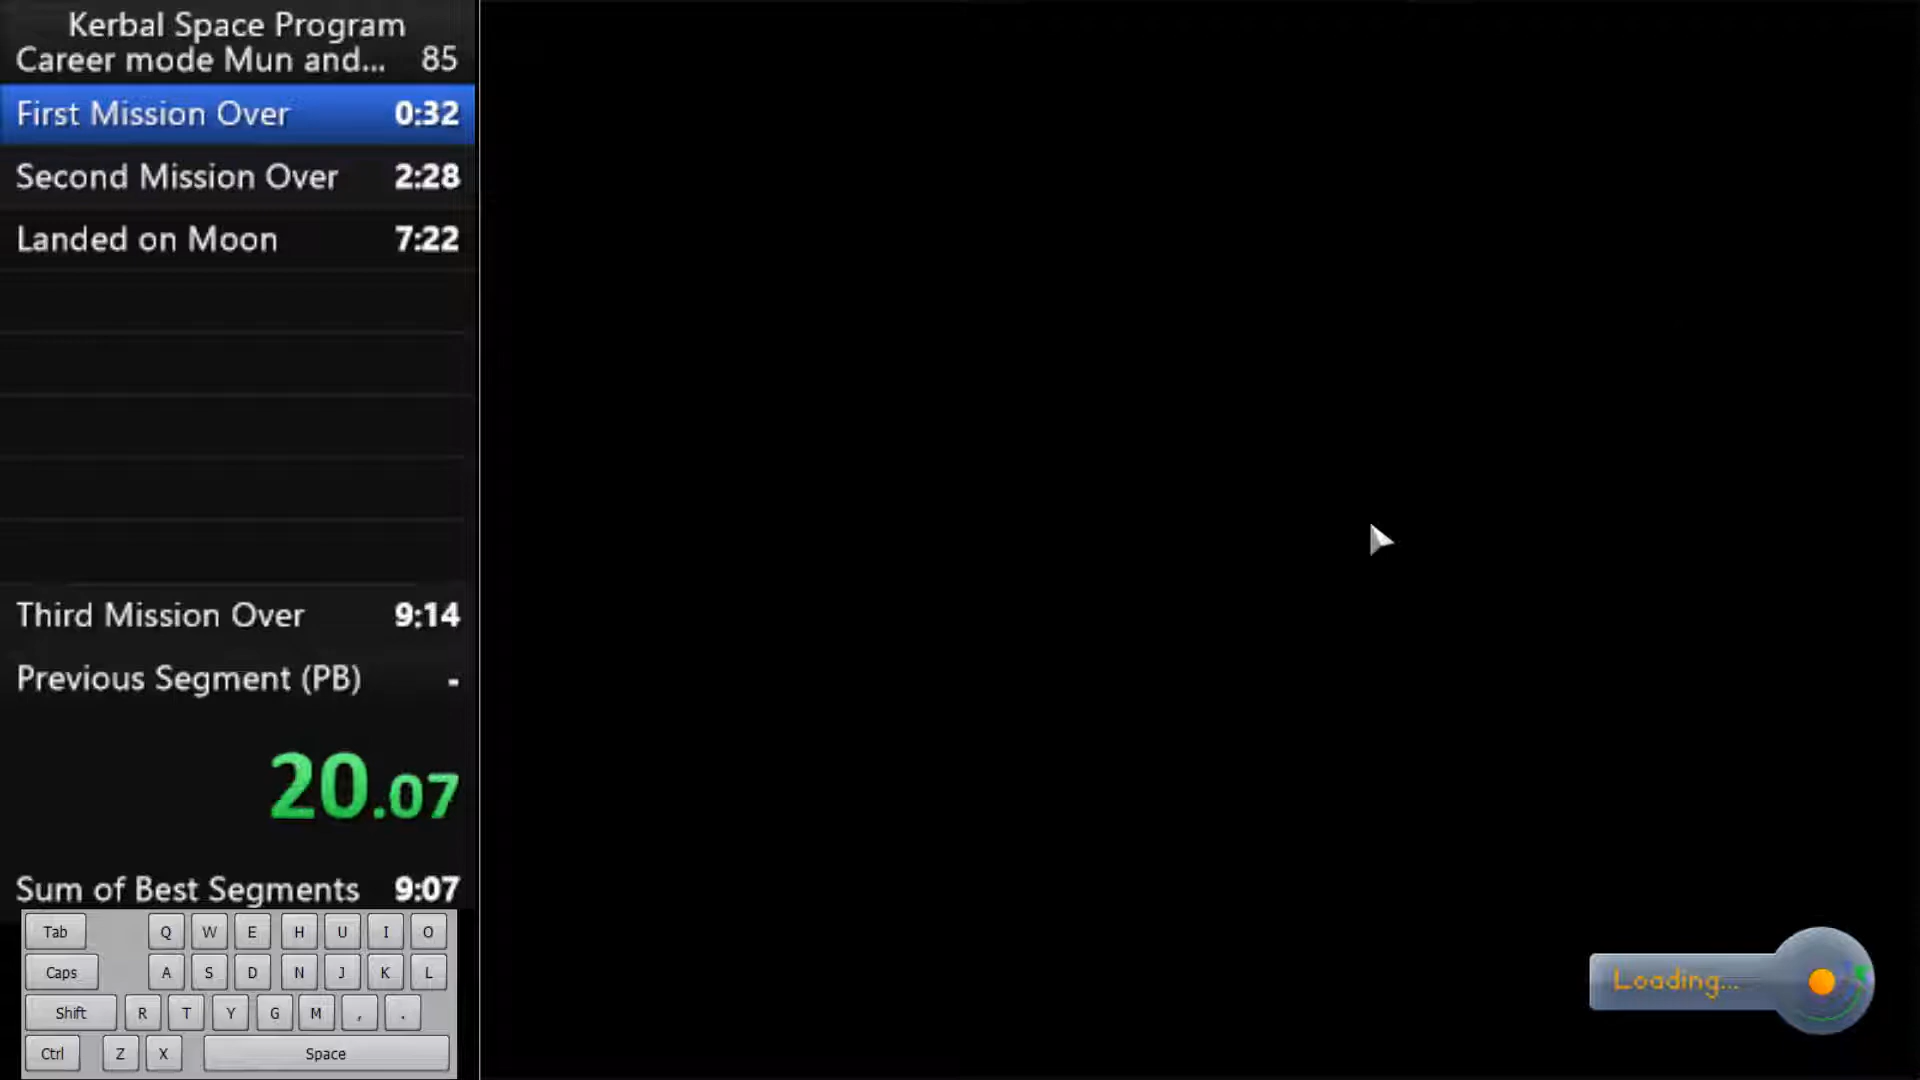 Kerbal Space Program
Career mode Mun and... 85
First Mission Over 0:32
Second Mission Over 2:28
Landed on Moon 7:22
Third Mission Over 9:14
Previous Segment (PB) -
20.07
Sum of Best Segments 9:07
Tab Q W E H U I O
Caps A S D N J K L
Shift R T Y G M , .
Ctrl Z X Space
Loading...